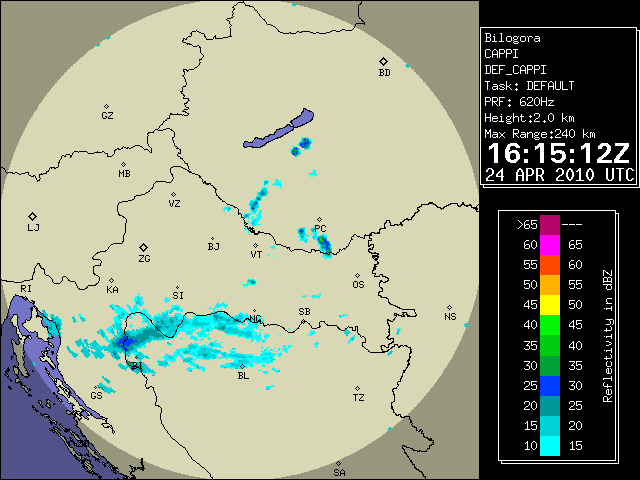 Bilogora
CAPPI
DEF_CAPPI
Task: DEFAULT
PRF: 620Hz
Height:2.0 km
Max Range:240 km
16:15:12Z
24 APR 2010 UTC
>65 ---
60 65
55 60
50 55
45 50
40 45
35 40
30 35
25 30
20 25
15 20
10 15
Reflectivity in dBZ
BD
GZ
MB
VZ
LJ
PC
BJ
VT
ZG
RI
KA
SI
OS
NG
SB
NS
BI
BL
GS
TZ
SA